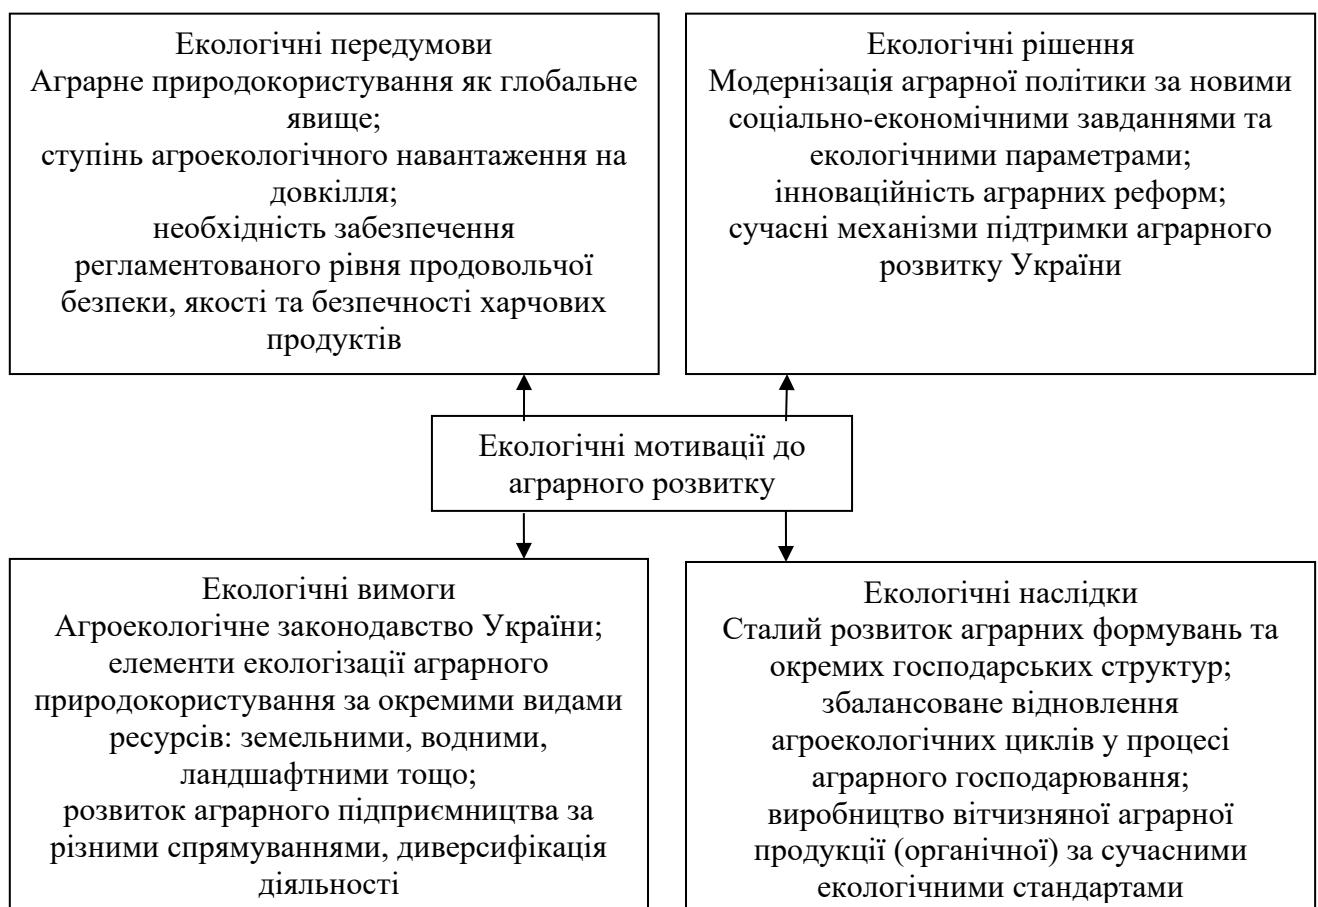 Екологічні передумови
Аграрне природокористування як глобальне
явище;
ступінь агроекологічного навантаження на
довкілля;
необхідність забезпечення
регламентованого рівня продовольчої
безпеки, якості та безпечності харчових
продуктів
Екологічні рішення
Модернізація аграрної політики за новими
соціально-економічними завданнями та
екологічними параметрами;
інноваційність аграрних реформ;
сучасні механізми підтримки аграрного
розвитку України
Екологічні мотивації до
аграрного розвитку
Екологічні вимоги
Агроекологічне законодавство України;
елементи екологізації аграрного
природокористування за окремими видами
ресурсів: земельними, водними,
ландшафтними тощо;
розвиток аграрного підприємництва за
різними спрямуваннями, диверсифікація
діяльності
Екологічні наслідки
Сталий розвиток аграрних формувань та
окремих господарських структур;
збалансоване відновлення
агроекологічних циклів у процесі
аграрного господарювання;
виробництво вітчизняної аграрної
продукції (органічної) за сучасними
екологічними стандартами